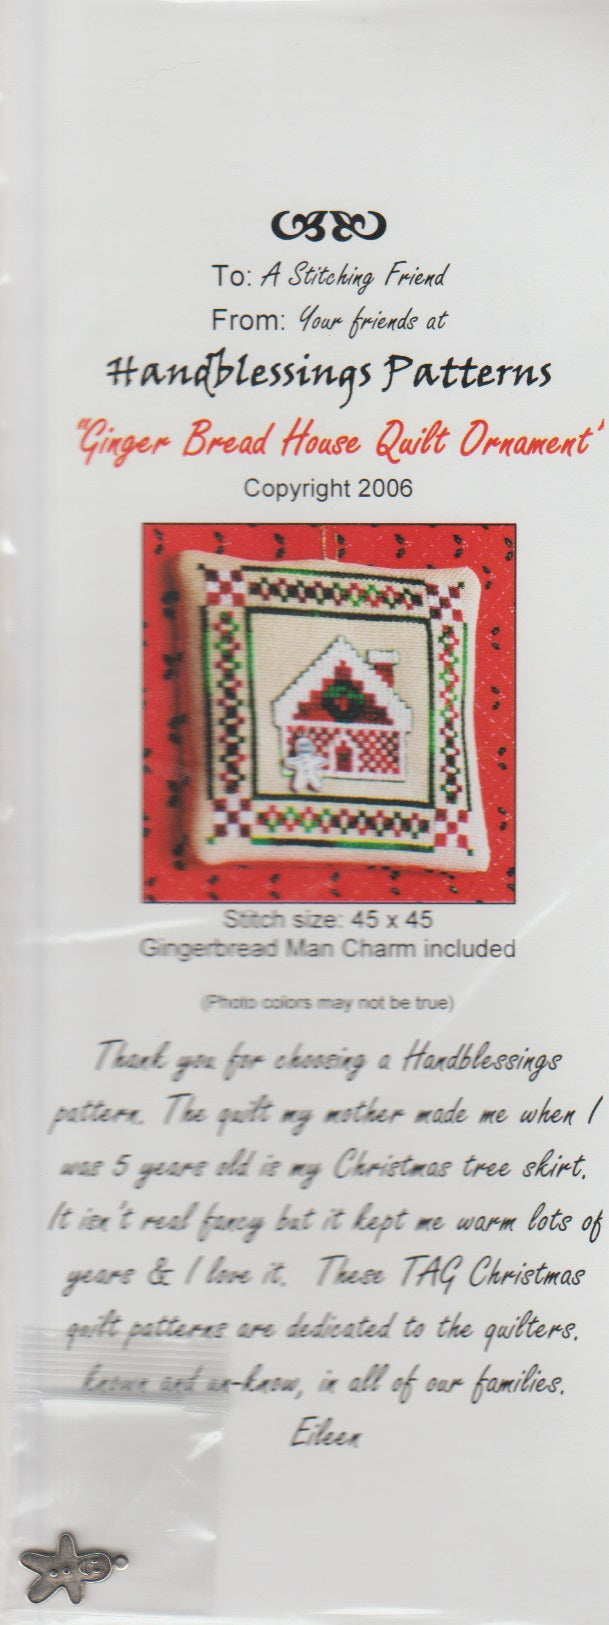 To: A Stitching Friend
From: Your friends at
Handblessings Patterns
"Ginger Bread House Quilt Ornament"
Copyright 2006
Stitch size: 45 x 45
Gingerbread Man Charm included
(Photo colors may not be true)
Thank you for choosing a Handblessings
pattern. The quilt my mother made me when I
was 5 years old is my Christmas tree skirt.
It isn't real fancy but it kept me warm lots of
years & I love it. These TAG Christmas
quilt patterns are dedicated to the quilters.
known and un-know, in all of our families.
Eileen